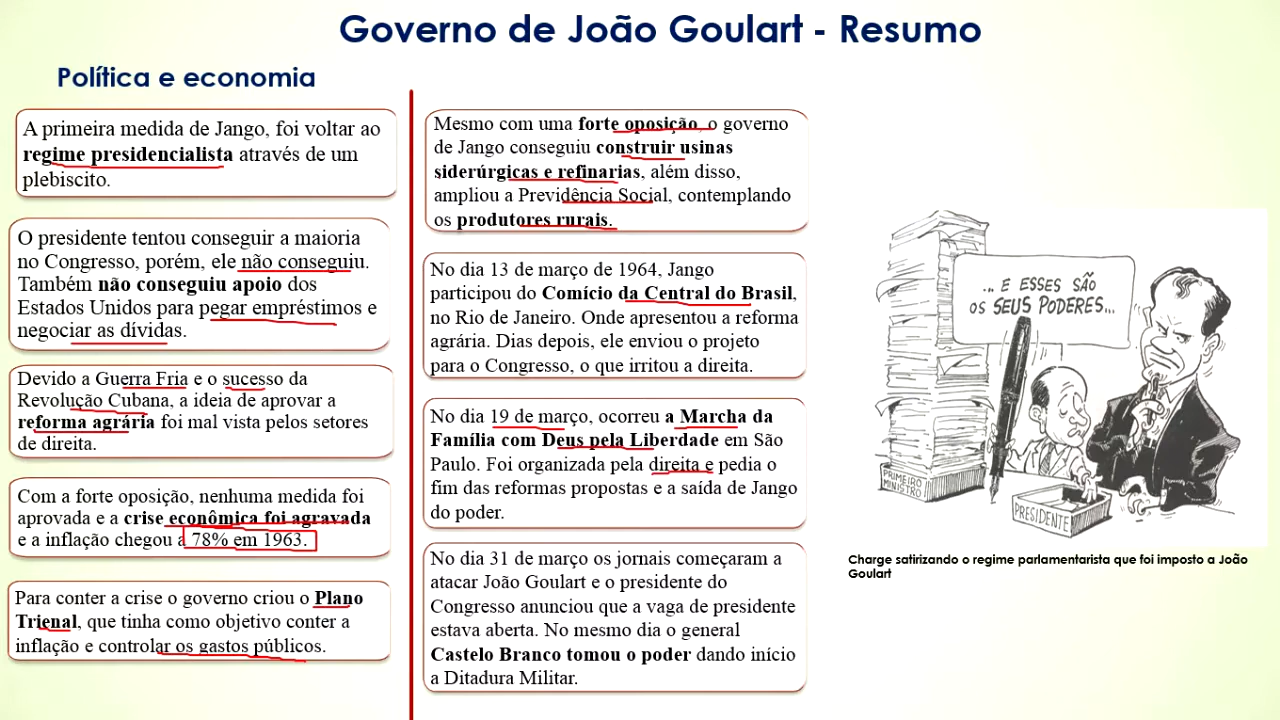 Governo de João Goulart - Resumo
Política e economia
A primeira medida de Jango, foi voltar ao
regime presidencialista através de um
plebiscito.
O presidente tentou conseguir a maioria
no Congresso, porém, ele não conseguiu.
Também não conseguiu apoio dos
Estados Unidos para pegar empréstimos e
negociar as dívidas.
Devido a Guerra Fria e o sucesso da
Revolução Cubana, a ideia de aprovar a
reforma agrária foi mal vista pelos setores
de direita.
Com a forte oposição, nenhuma medida foi
aprovada e a crise econômica foi agravada
e a inflação chegou a 78% em 1963.
Para conter a crise o governo criou o Plano
Trienal, que tinha como objetivo conter a
inflação e controlar os gastos públicos.
Mesmo com uma forte oposição, o governo
de Jango conseguiu construir usinas
siderúrgicas e refinarias, além disso,
ampliou a Previdência Social, contemplando
os produtores rurais.
No dia 13 de março de 1964, Jango
participou do Comício da Central do Brasil,
no Rio de Janeiro. Onde apresentou a reforma
agrária. Dias depois, ele enviou o projeto
para o Congresso, o que irritou a direita.
No dia 19 de março, ocorreu a Marcha da
Família com Deus pela Liberdade em São
Paulo. Foi organizada pela direita e pedia o
fim das reformas propostas e a saída de Jango
do poder.
No dia 31 de março os jornais começaram a
atacar João Goulart e o presidente do
Congresso anunciou que a vaga de presidente
estava aberta. No mesmo dia o general
Castelo Branco tomou o poder dando início
a Ditadura Militar.
... E ESSES SÃO
OS SEUS PODERES...
PRIMEIRO
MINISTRO
PRESIDENTE
Charge satirizando o regime parlamentarista que foi imposto a João
Goulart